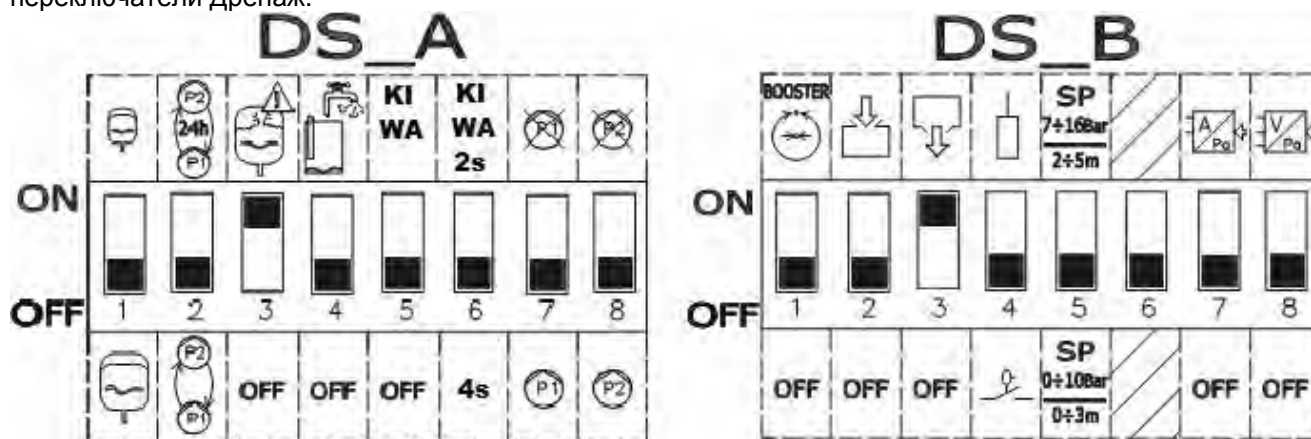 переключатели Дренаж.
DS_A
DS_B
P2
24h
P1
3E
KI
WA
KI
WA
2s
P1
P2
BOOSTER
SP
7÷16Bar
2÷5m
A
Pa
V
Pa
ON
ON
OFF
1 2 3 4 5 6 7 8
OFF
1 2 3 4 5 6 7 8
P2
P1
OFF
OFF
OFF
4s
P1
P2
OFF
OFF
OFF
SP
0÷10Bar
0÷3m
OFF
OFF